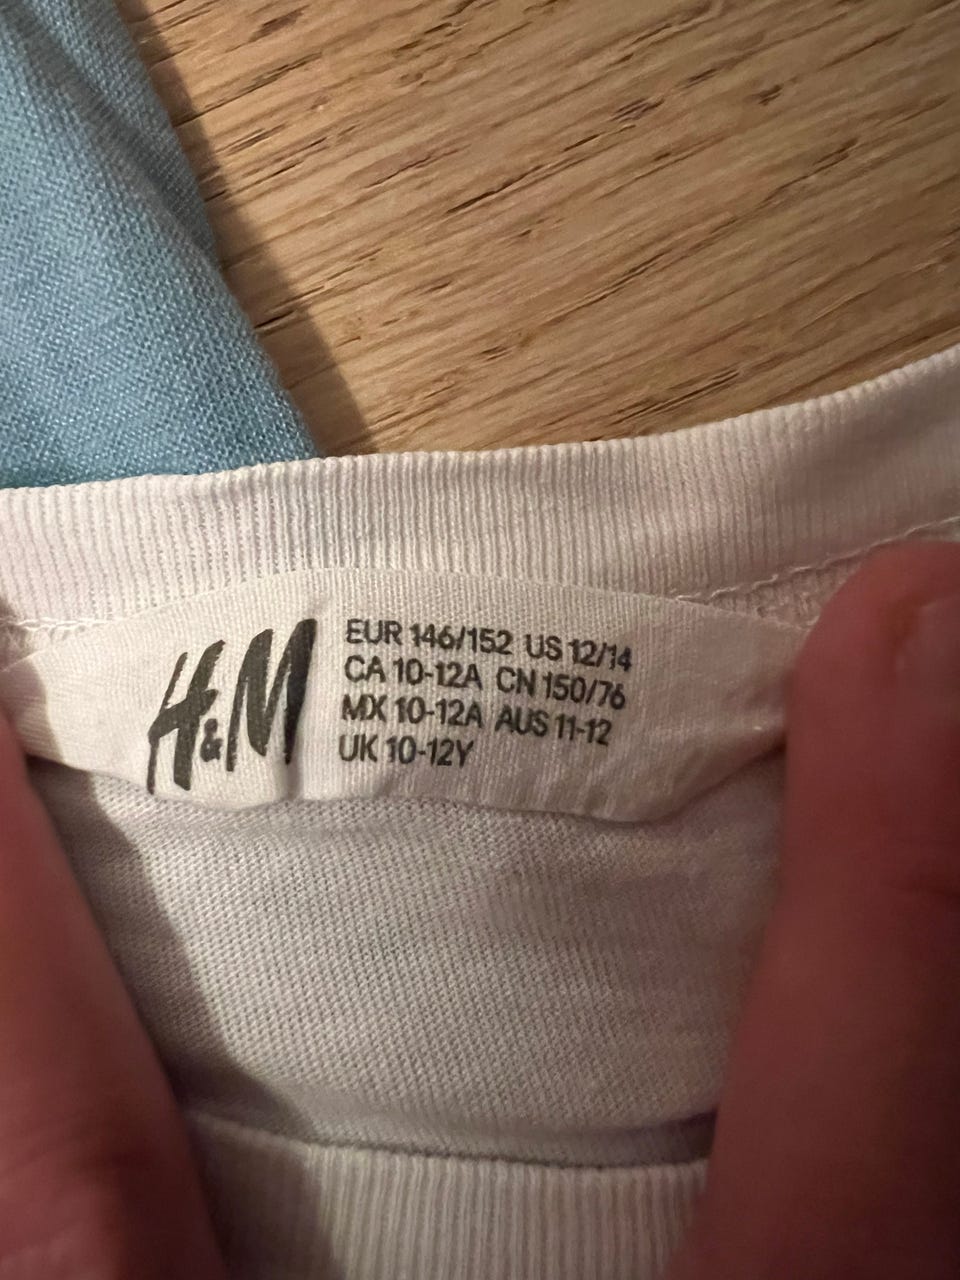 H&M
EUR 146/152 US 12/14
CA 10-12A CN 150/76
MX 10-12A AUS 11-12
UK 10-12Y